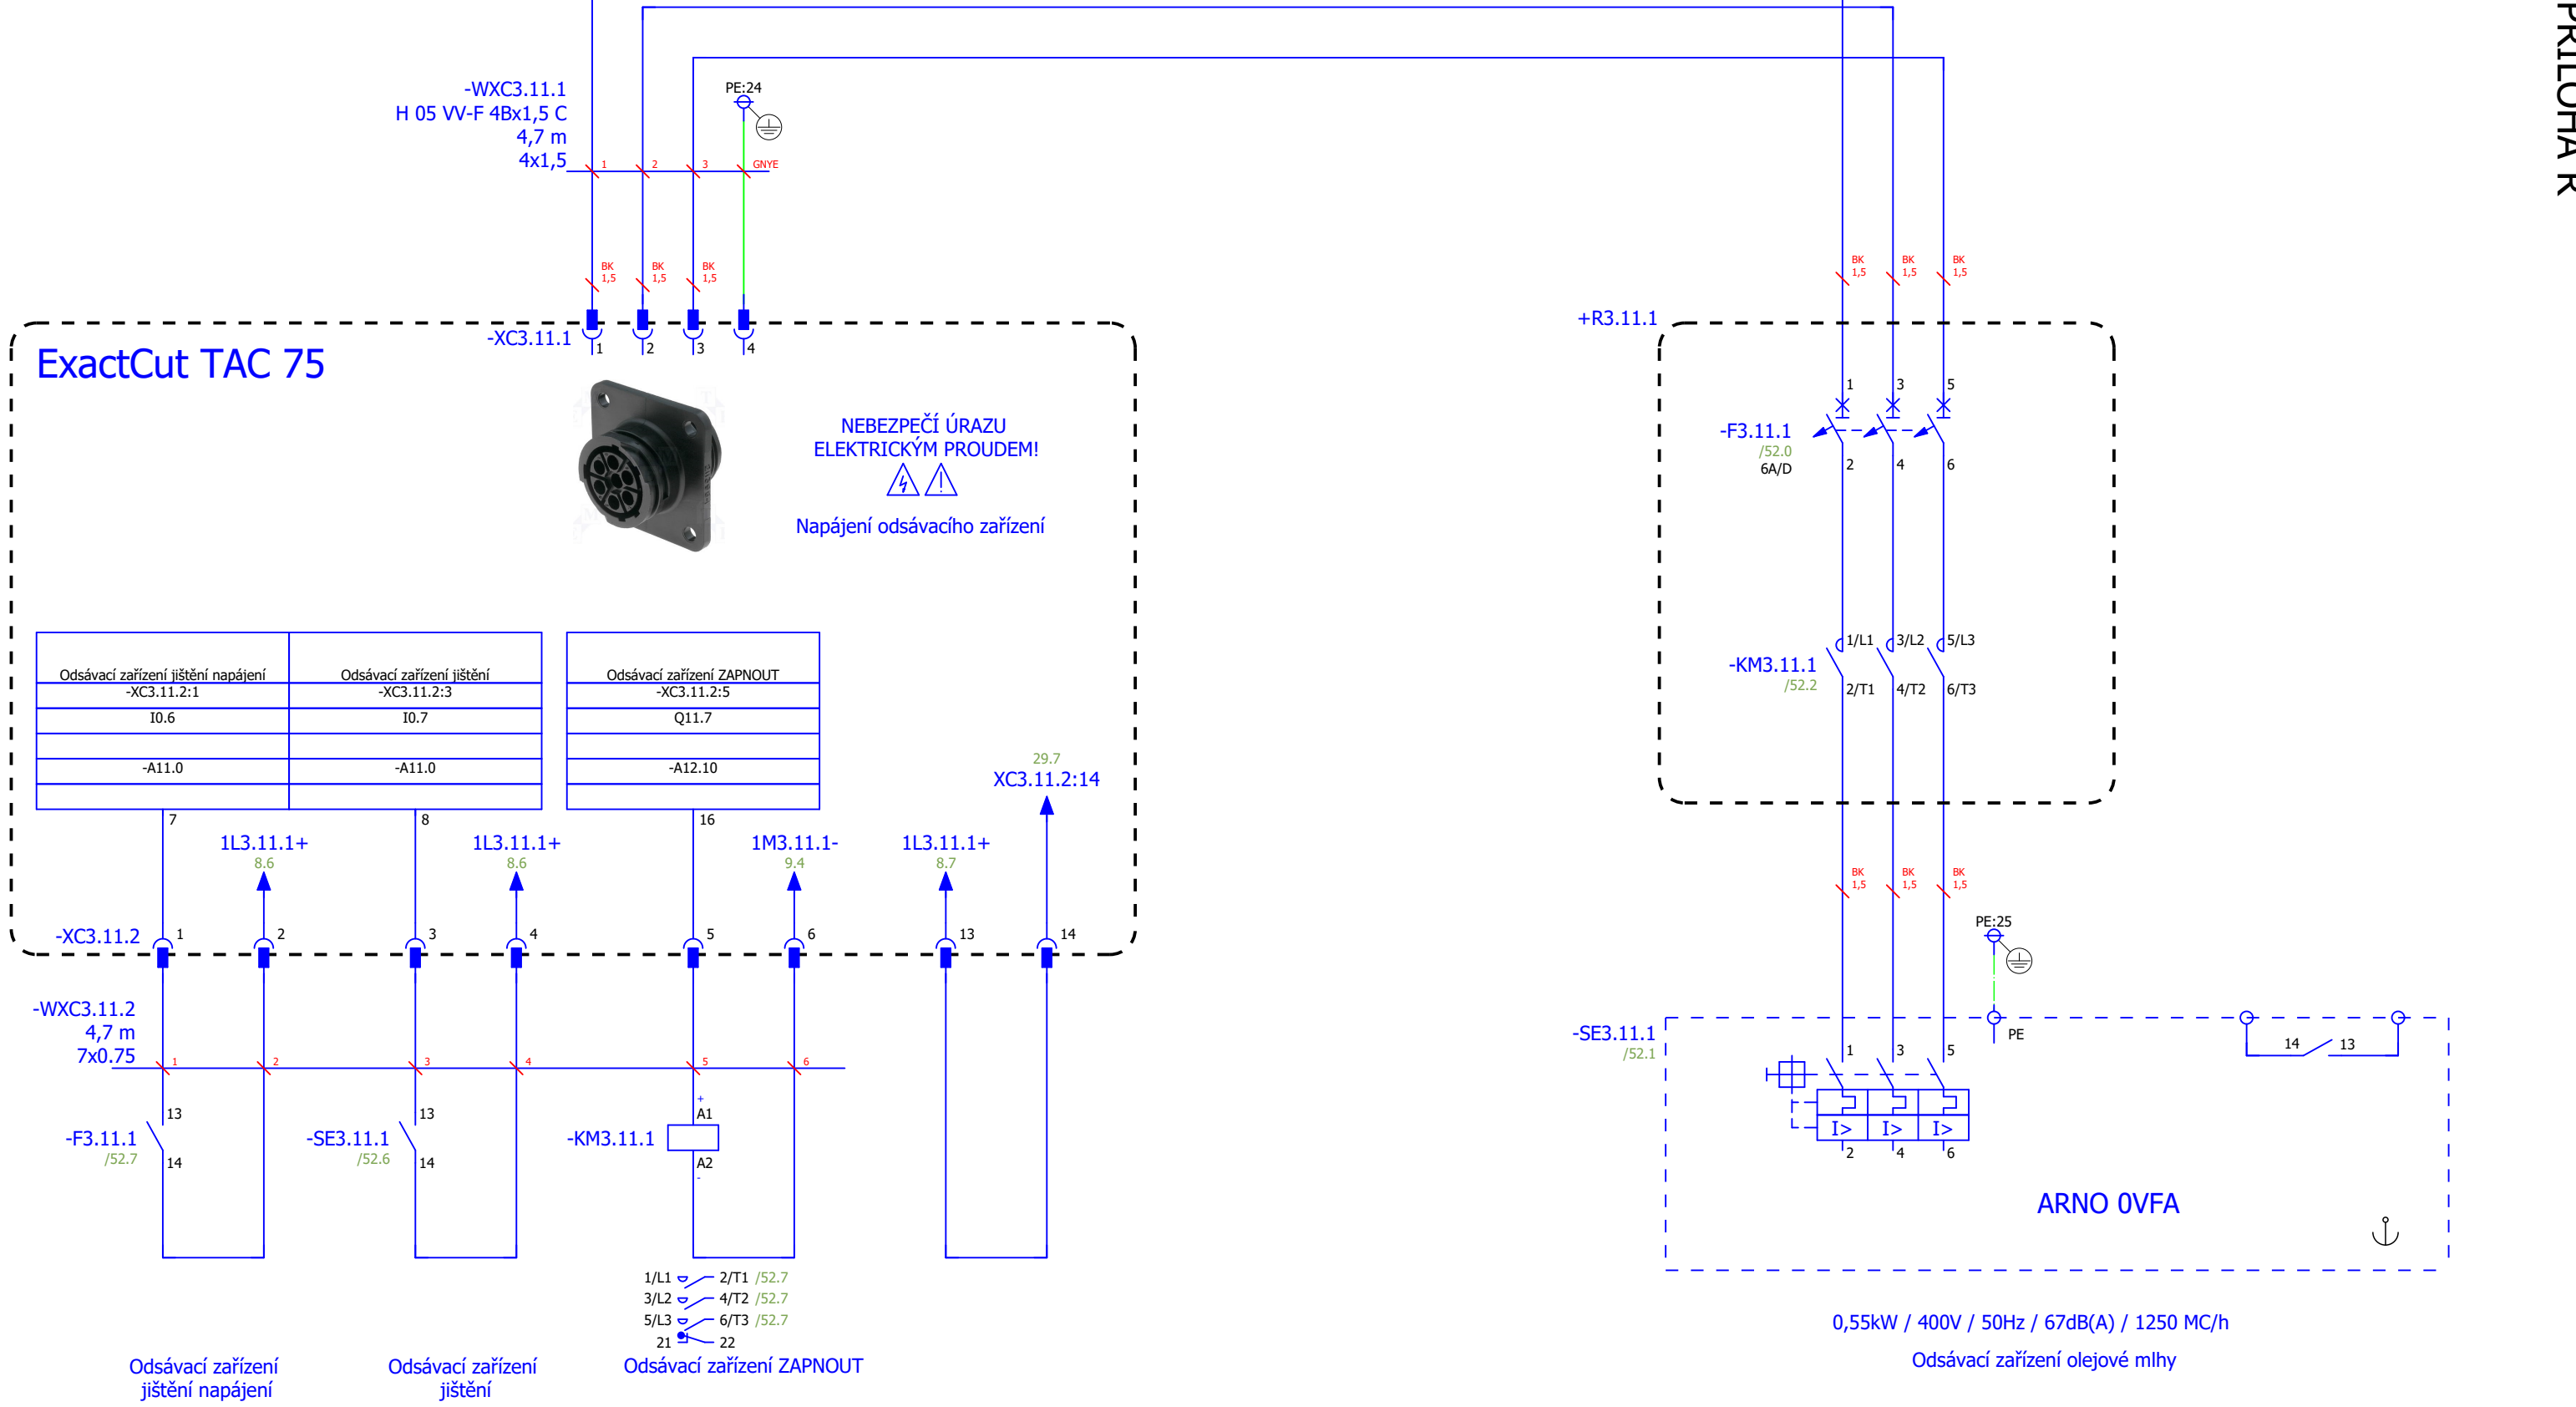 PŘÍLOHA R
-WXC3.11.1
H 05 VV-F 4Bx1,5 C
4,7 m
4x1,5
PE:24
1
2
3
GNYE
BK
1,5
BK
1,5
BK
1,5
-XC3.11.1
1
2
3
4
ExactCut TAC 75
NEBEZPEČÍ ÚRAZU
ELEKTRICKÝM PROUDEM!
Napájení odsávacího zařízení
Odsávací zařízení jištění napájení
Odsávací zařízení jištění
Odsávací zařízení ZAPNOUT
-XC3.11.2:1
-XC3.11.2:3
-XC3.11.2:5
I0.6
I0.7
Q11.7
-A11.0
-A11.0
-A12.10
29.7
XC3.11.2:14
7
8
16
1L3.11.1+
8.6
1L3.11.1+
8.6
1M3.11.1-
9.4
1L3.11.1+
8.7
-XC3.11.2
1
2
3
4
5
6
13
14
-WXC3.11.2
4,7 m
7x0.75
1
2
3
4
5
6
-F3.11.1
/52.7
13
14
-SE3.11.1
/52.6
13
14
-KM3.11.1
+
A1
A2
-
1/L1 2/T1 /52.7
3/L2 4/T2 /52.7
5/L3 6/T3 /52.7
21 22
Odsávací zařízení
jištění napájení
Odsávací zařízení
jištění
Odsávací zařízení ZAPNOUT
BK
1,5
BK
1,5
BK
1,5
+R3.11.1
1
3
5
-F3.11.1
/52.0
6A/D
2
4
6
1/L1
3/L2
5/L3
-KM3.11.1
/52.2
2/T1
4/T2
6/T3
BK
1,5
BK
1,5
BK
1,5
PE:25
-SE3.11.1
/52.1
PE
14
13
1
3
5
I>
I>
I>
2
4
6
ARNO 0VFA
0,55kW / 400V / 50Hz / 67dB(A) / 1250 MC/h
Odsávací zařízení olejové mlhy